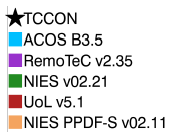 TCCON
ACOS B3.5
RemoTeC v2.35
NIES v02.21
UoL v5.1
NIES PPDF-S v02.11